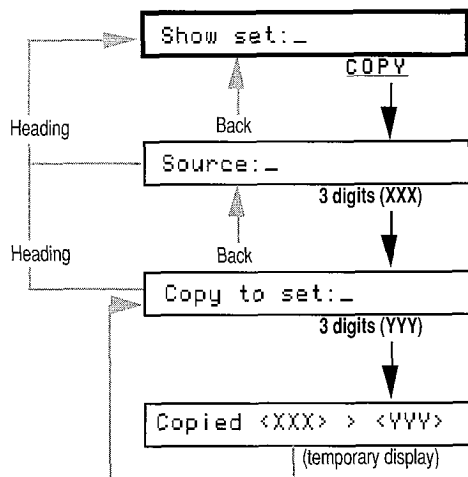 Show set:_
COPY
Heading
Back
Source:_
3 digits (XXX)
Heading
Back
Copy to set:_
3 digits (YYY)
Copied <XXX> > <YYY>
(temporary display)